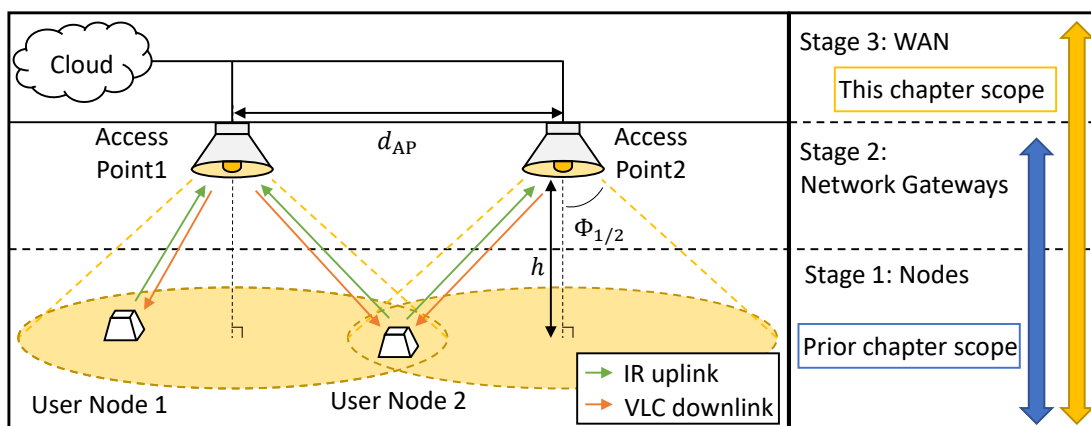 Cloud
Access
Point1
d_AP
Access
Point2
Φ_1/2
h
User Node 1
User Node 2
IR uplink
VLC downlink
Stage 3: WAN
This chapter scope
Stage 2:
Network Gateways
Stage 1: Nodes
Prior chapter scope